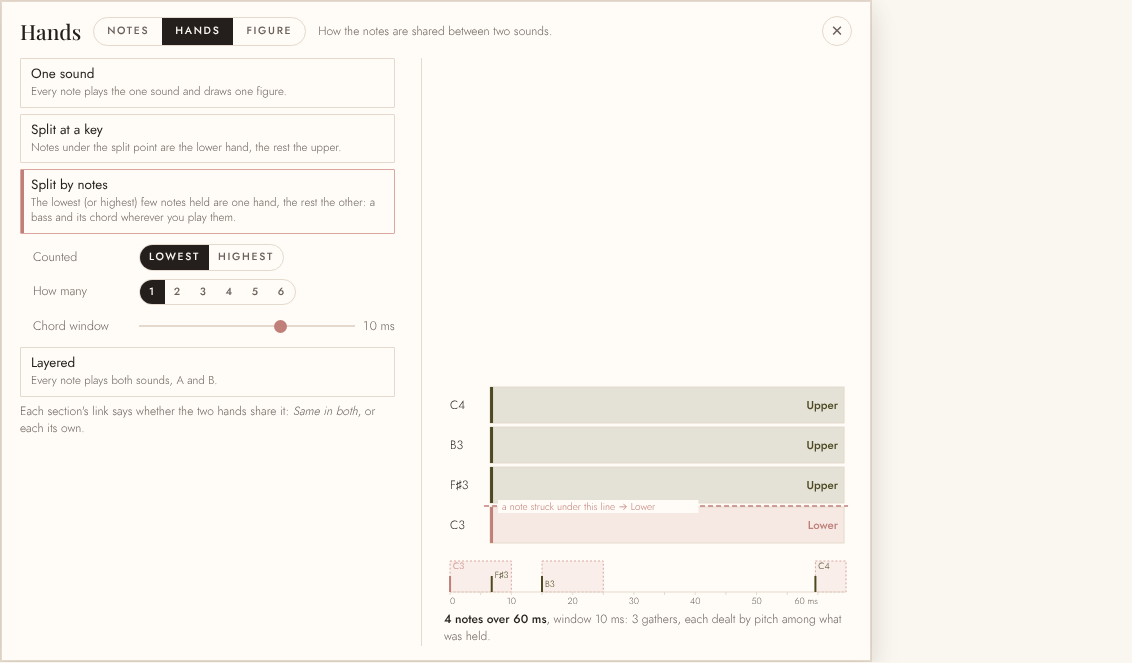 Hands
NOTES HANDS FIGURE
How the notes are shared between two sounds.
One sound
Every note plays the one sound and draws one figure.
Split at a key
Notes under the split point are the lower hand, the rest the upper.
Split by notes
The lowest (or highest) few notes held are one hand, the rest the other: a
bass and its chord wherever you play them.
Counted LOWEST HIGHEST
How many 1 2 3 4 5 6
Chord window 10 ms
Layered
Every note plays both sounds, A and B.
Each section's link says whether the two hands share it: Same in both, or
each its own.
C4 Upper
B3 Upper
F♯3 Upper
a note struck under this line → Lower
C3 Lower
C3 F♯3 B3 C4
0 10 20 30 40 50 60 ms
4 notes over 60 ms, window 10 ms: 3 gathers, each dealt by pitch among what
was held.